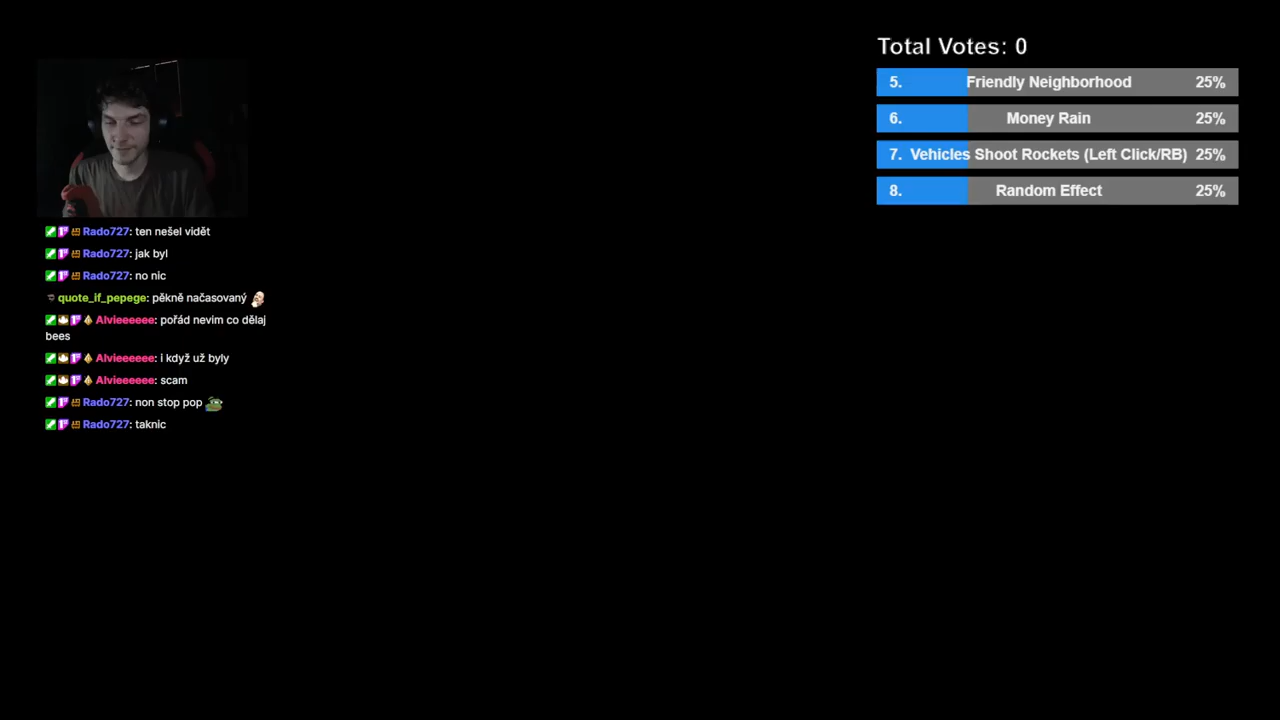 Total Votes: 0
5. Friendly Neighborhood 25%
6. Money Rain 25%
7. Vehicles Shoot Rockets (Left Click/RB) 25%
8. Random Effect 25%
Rado727: ten nešel vidět
Rado727: jak byl
Rado727: no nic
quote_if_pepege: pěkně načasovaný
Alvieeeeee: pořád nevim co dělaj
bees
Alvieeeeee: i když už byly
Alvieeeeee: scam
Rado727: non stop pop
Rado727: taknic